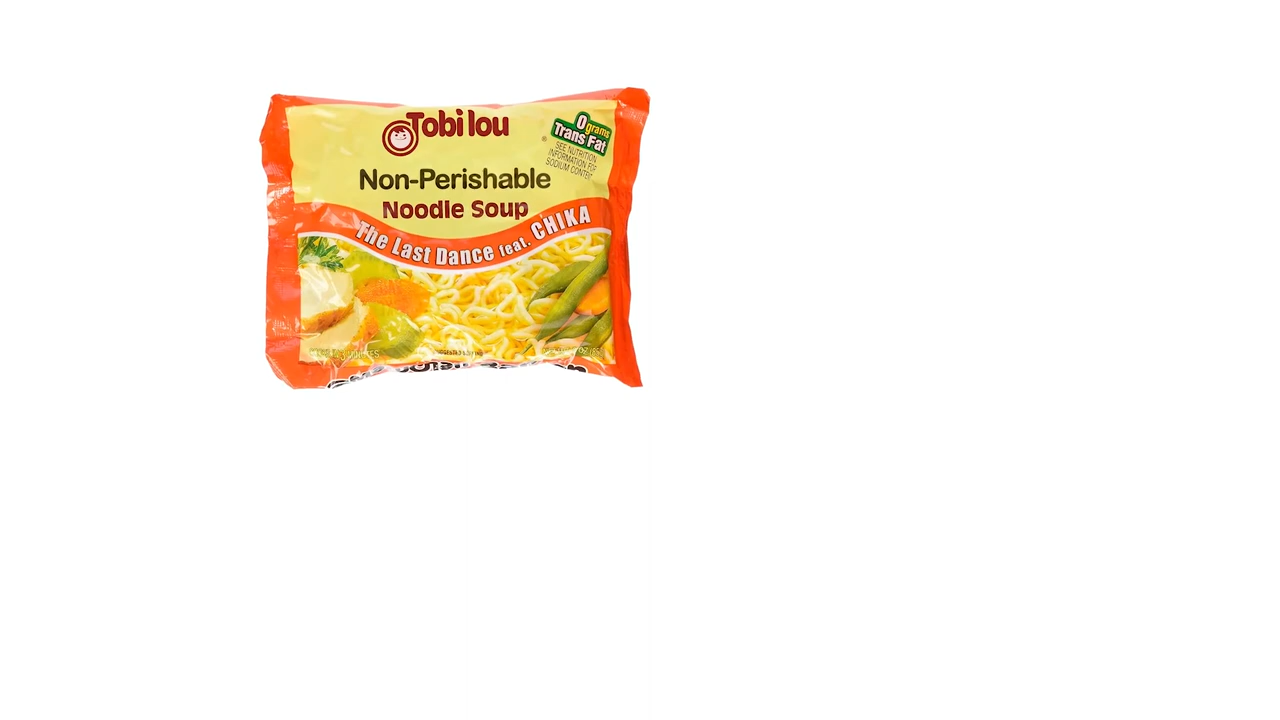 Tobi lou
0 grams
Trans Fat
SEE NUTRITION
INFORMATION FOR
SODIUM CONTENT
Non-Perishable
Noodle Soup
The Last Dance feat. CHIKA